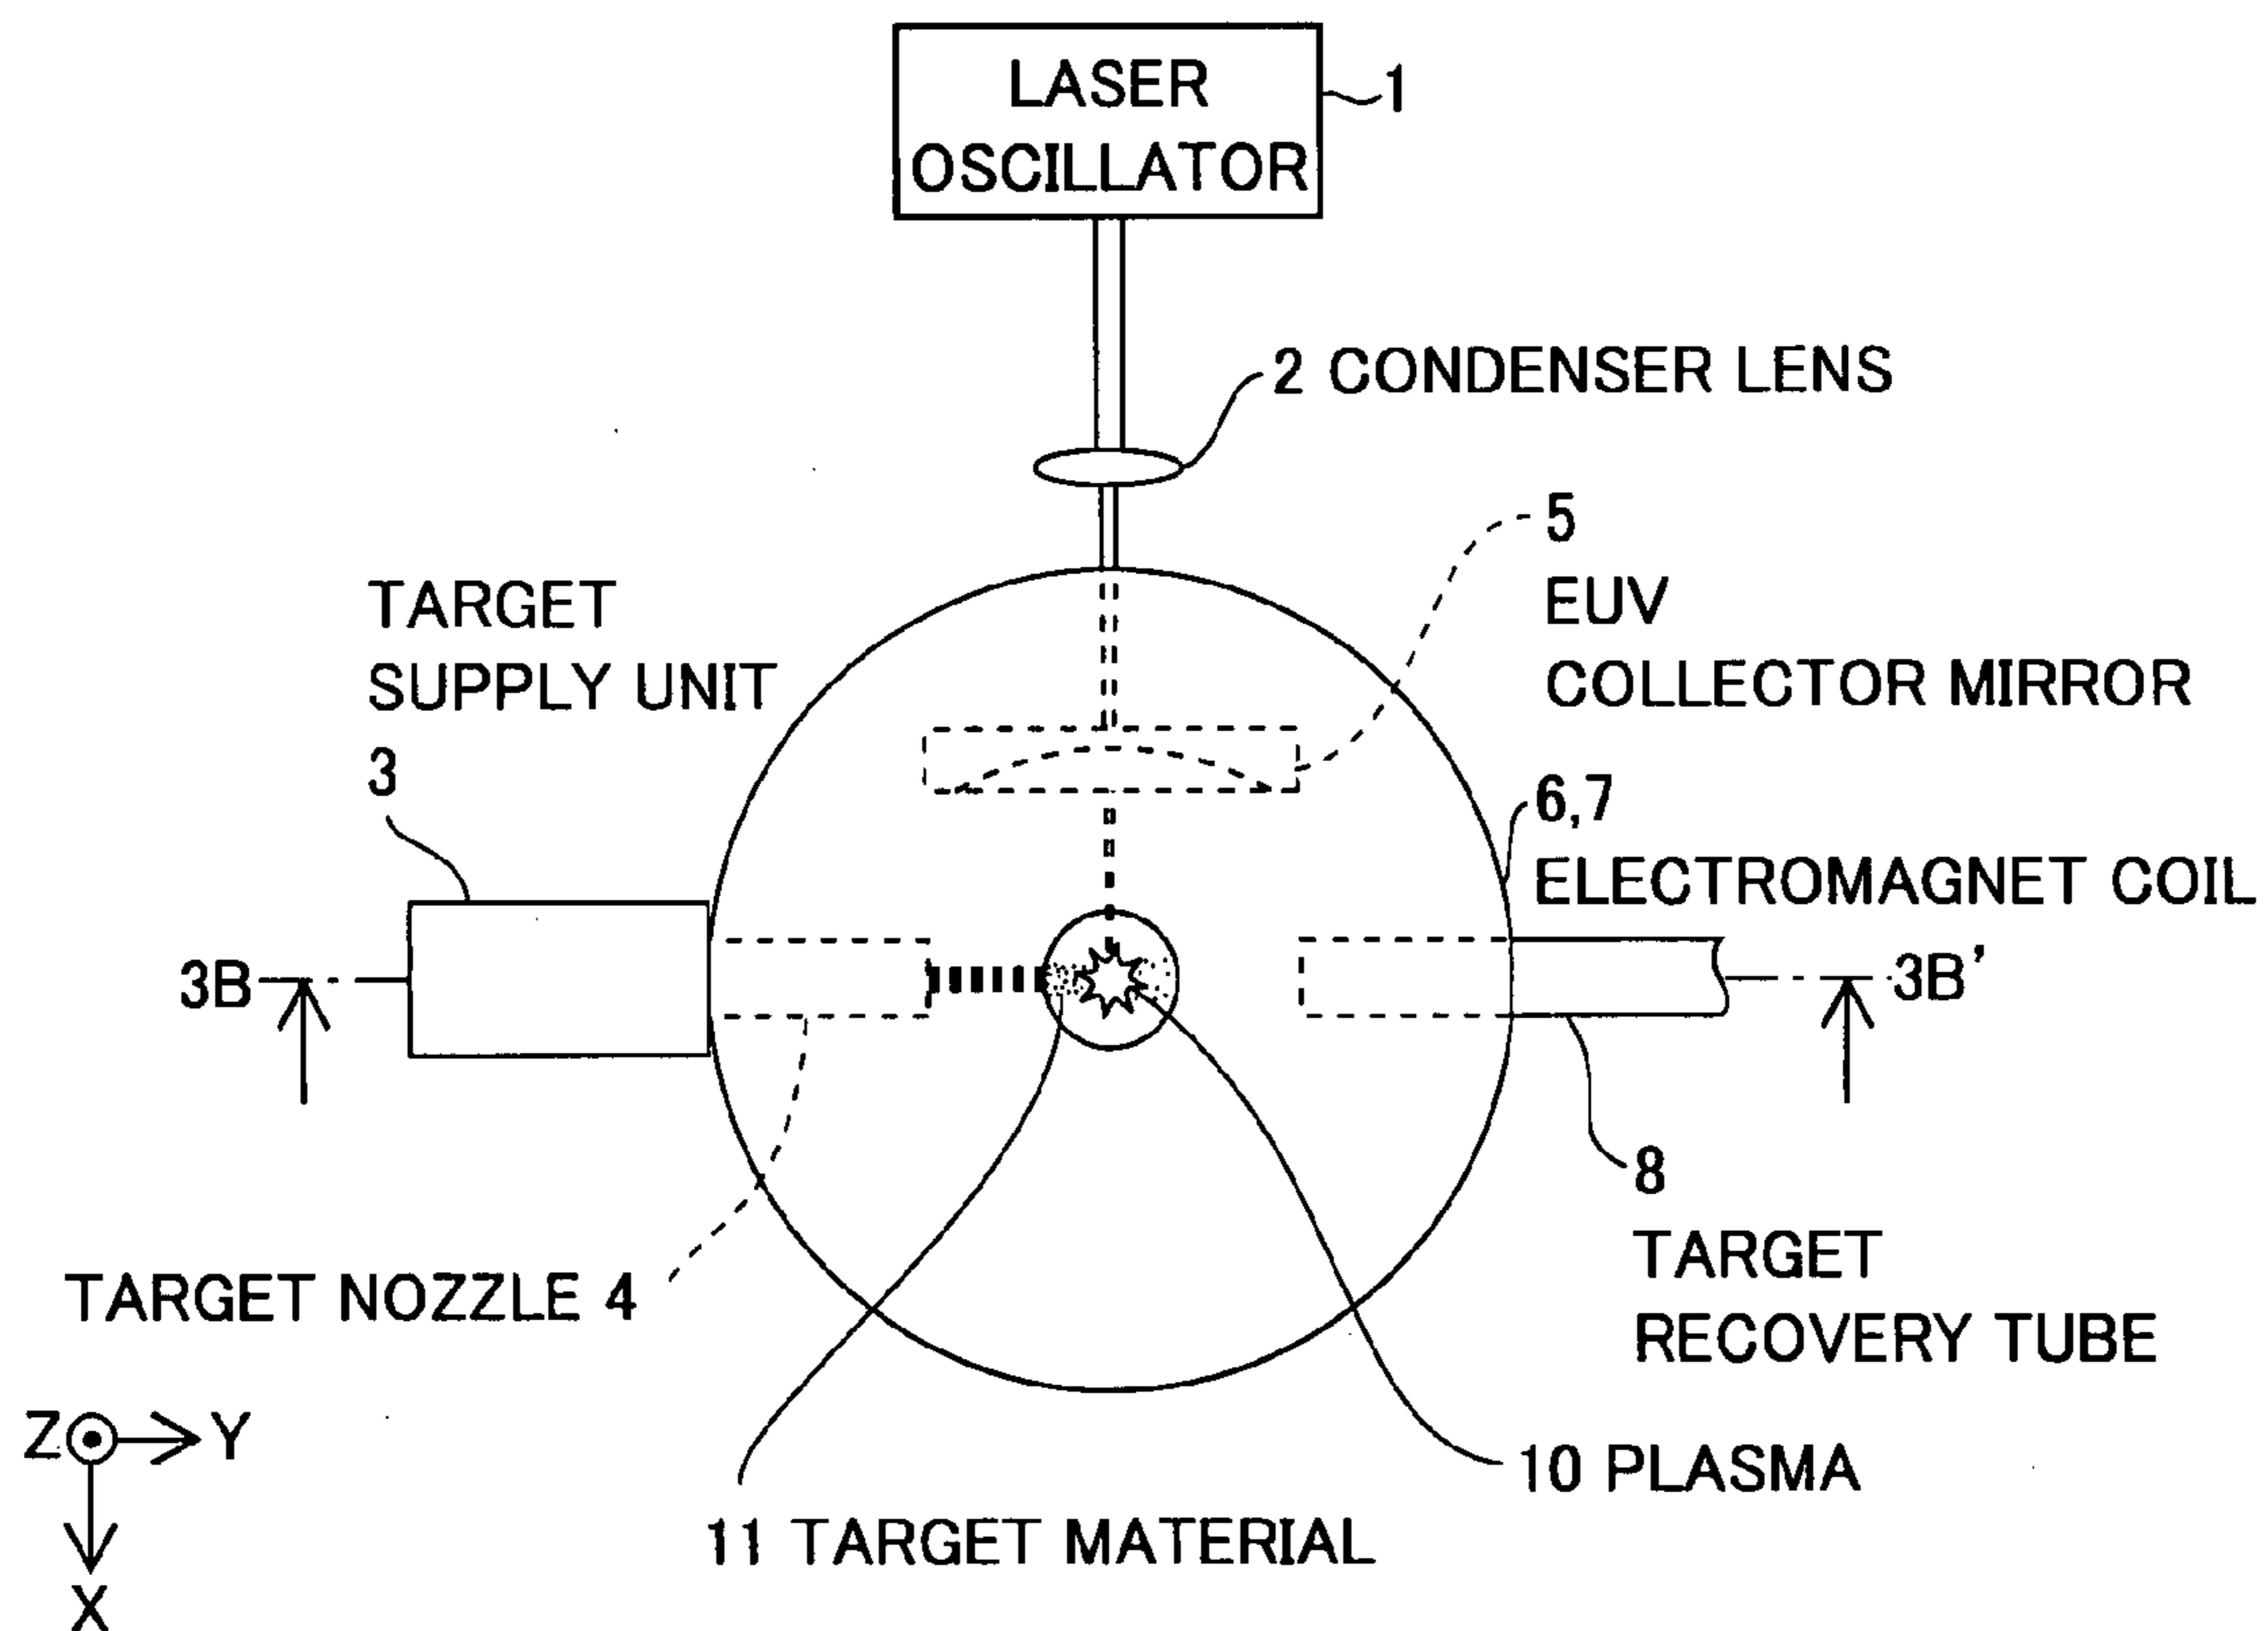 LASER
OSCILLATOR
1
2 CONDENSER LENS
5
EUV
COLLECTOR MIRROR
TARGET
SUPPLY UNIT
3
6,7
ELECTROMAGNET COIL
3B
3B'
8
TARGET
RECOVERY TUBE
TARGET NOZZLE 4
Z
Y
X
10 PLASMA
11 TARGET MATERIAL